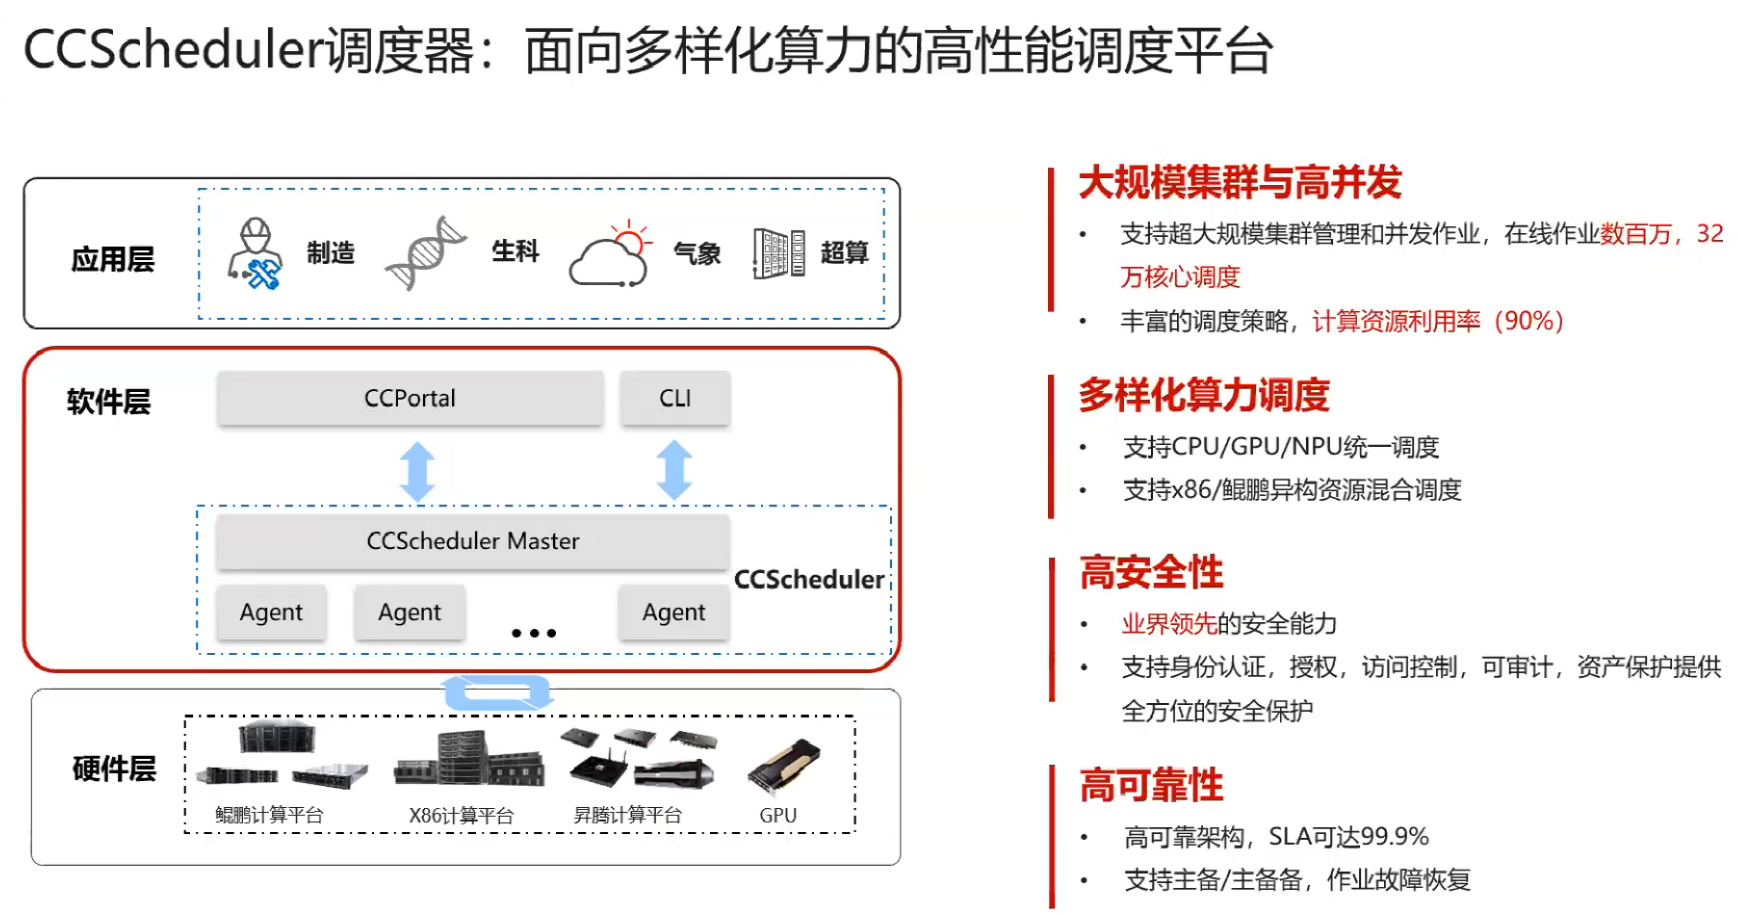 CCScheduler调度器：面向多样化算力的高性能调度平台
应用层
制造
生科
气象
超算
软件层
CCPortal
CLI
CCScheduler Master
CCScheduler
Agent
Agent
...
Agent
硬件层
鲲鹏计算平台
X86计算平台
昇腾计算平台
GPU
大规模集群与高并发
• 支持超大规模集群管理和并发作业，在线作业数百万，32
万核心调度
• 丰富的调度策略，计算资源利用率（90%）
多样化算力调度
• 支持CPU/GPU/NPU统一调度
• 支持x86/鲲鹏异构资源混合调度
高安全性
• 业界领先的安全能力
• 支持身份认证，授权，访问控制，可审计，资产保护提供
全方位的安全保护
高可靠性
• 高可靠架构，SLA可达99.9%
• 支持主备/主备备，作业故障恢复